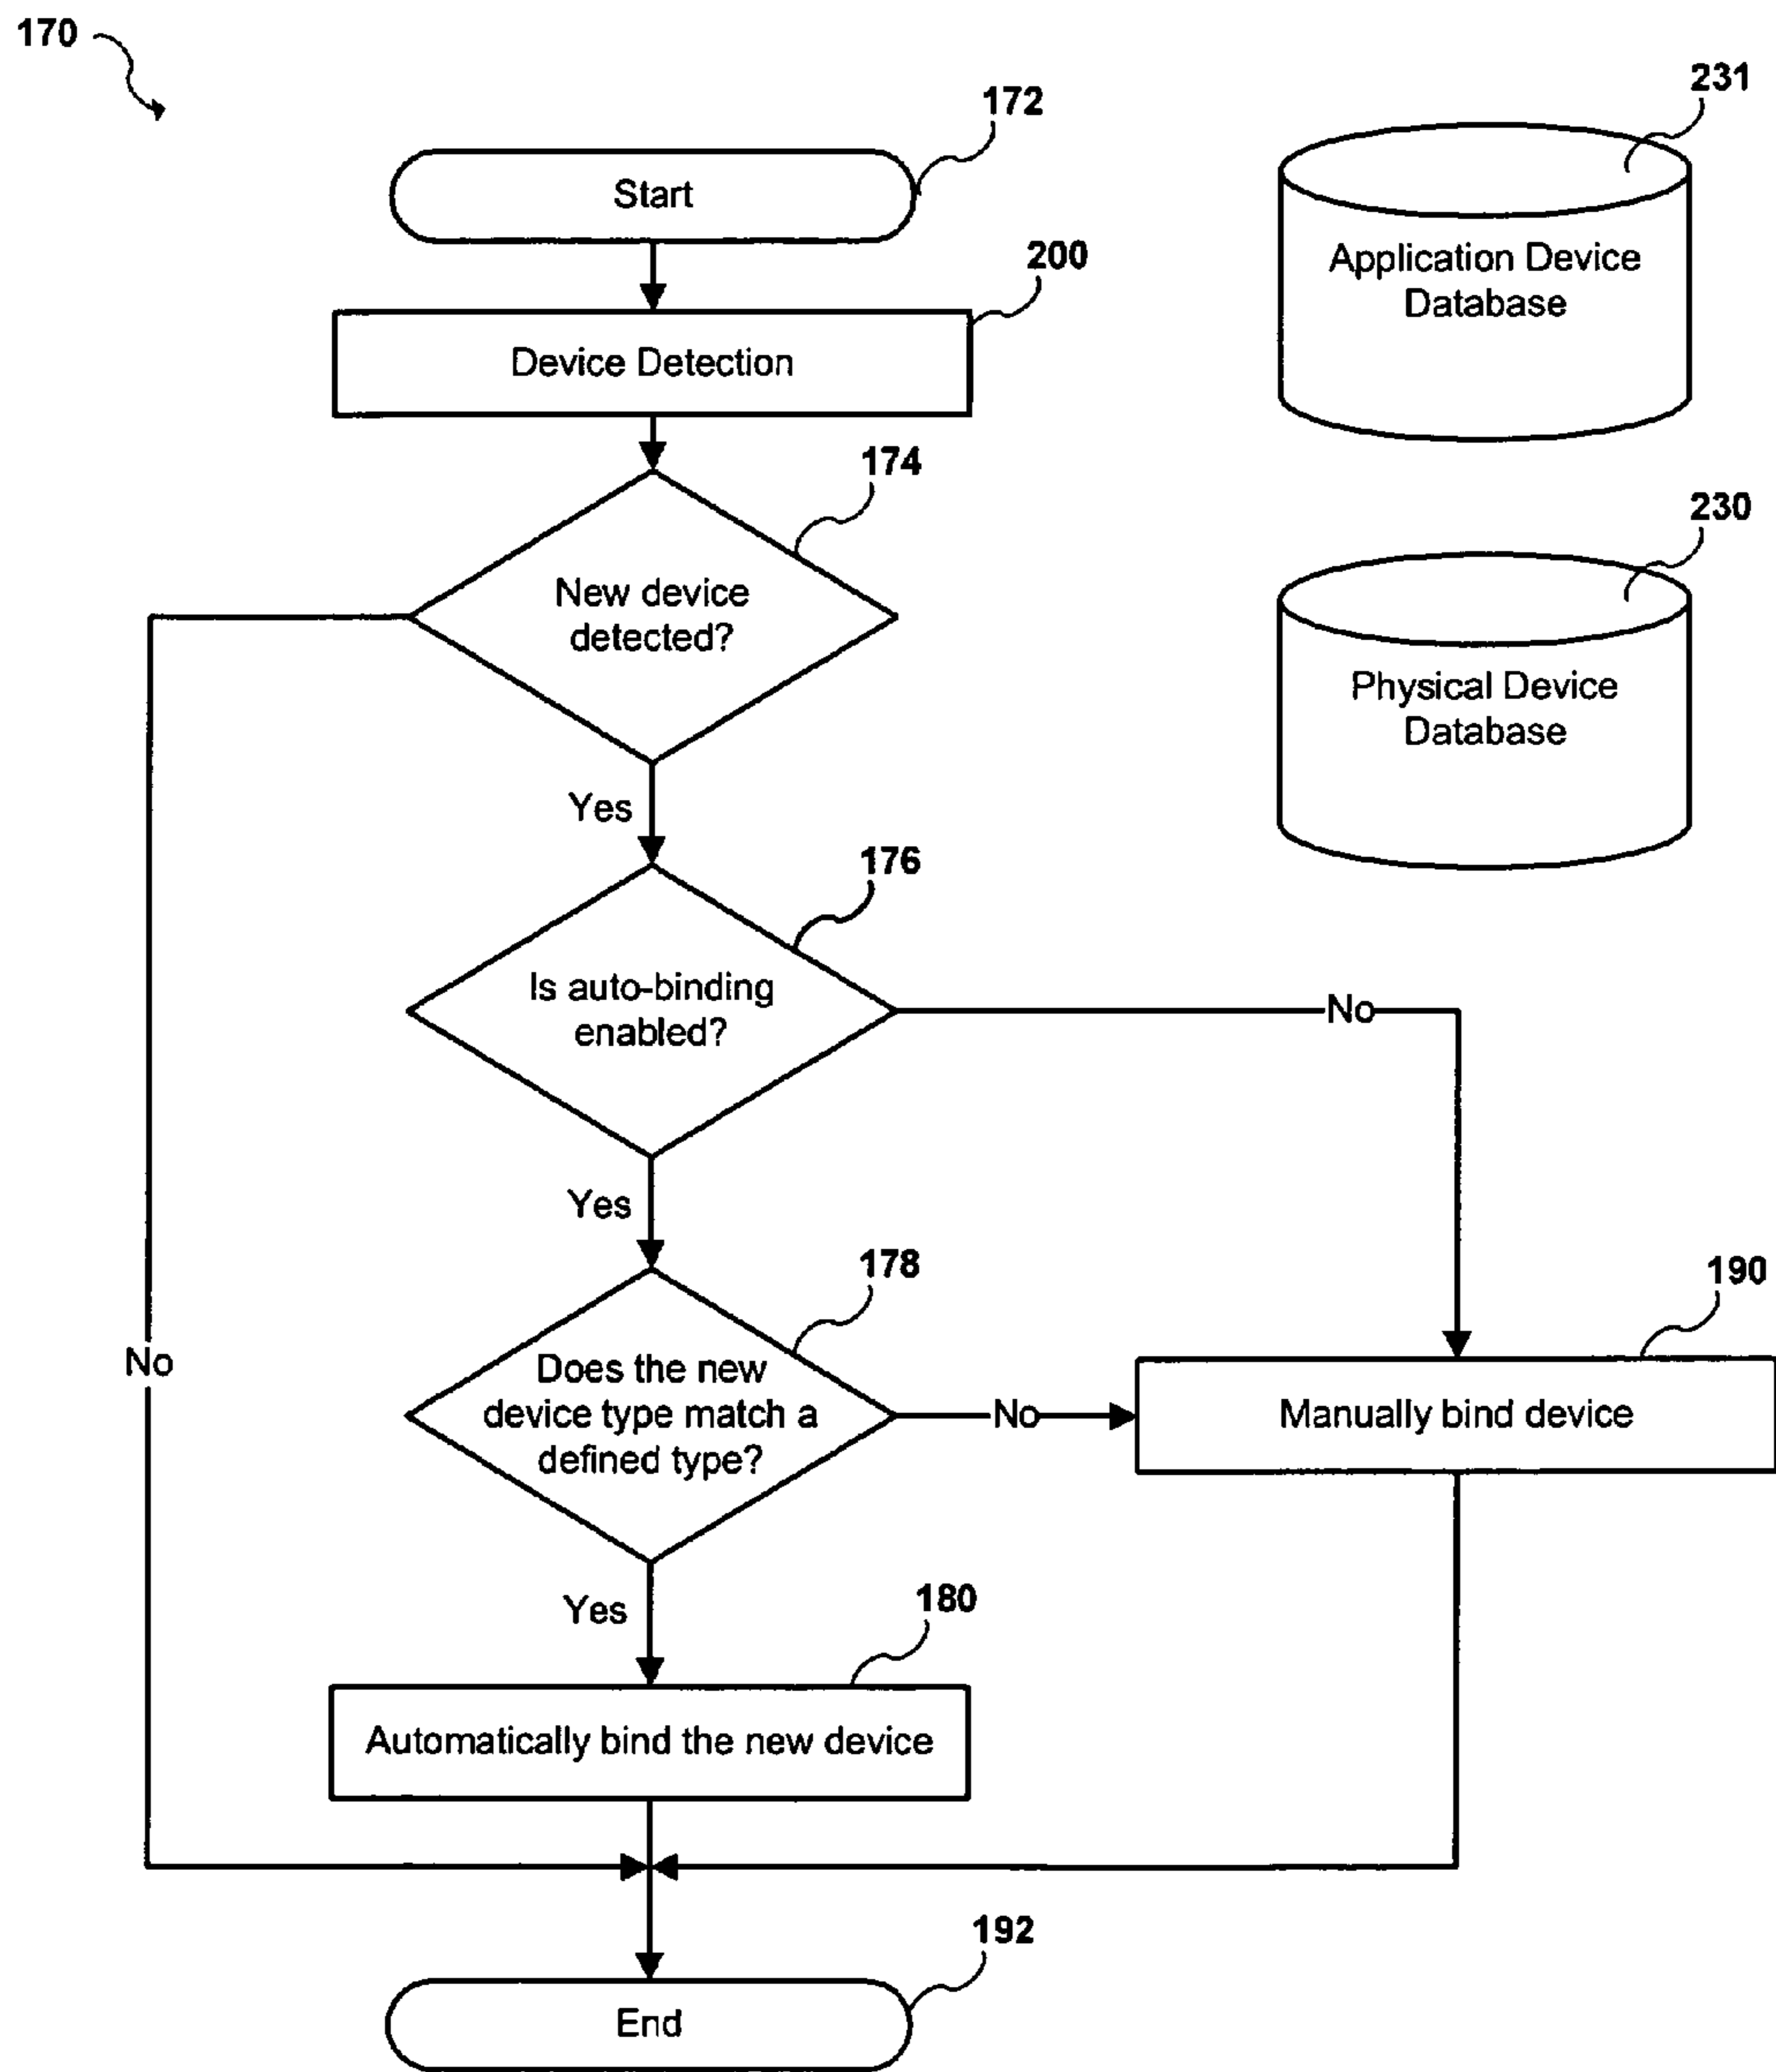 170
172
Start
231
Application Device
Database
200
Device Detection
174
New device
detected?
230
Physical Device
Database
Yes
176
Is auto-binding
enabled?
No
Yes
178
Does the new
device type match a
defined type?
No
No
190
Manually bind device
Yes
180
Automatically bind the new device
192
End